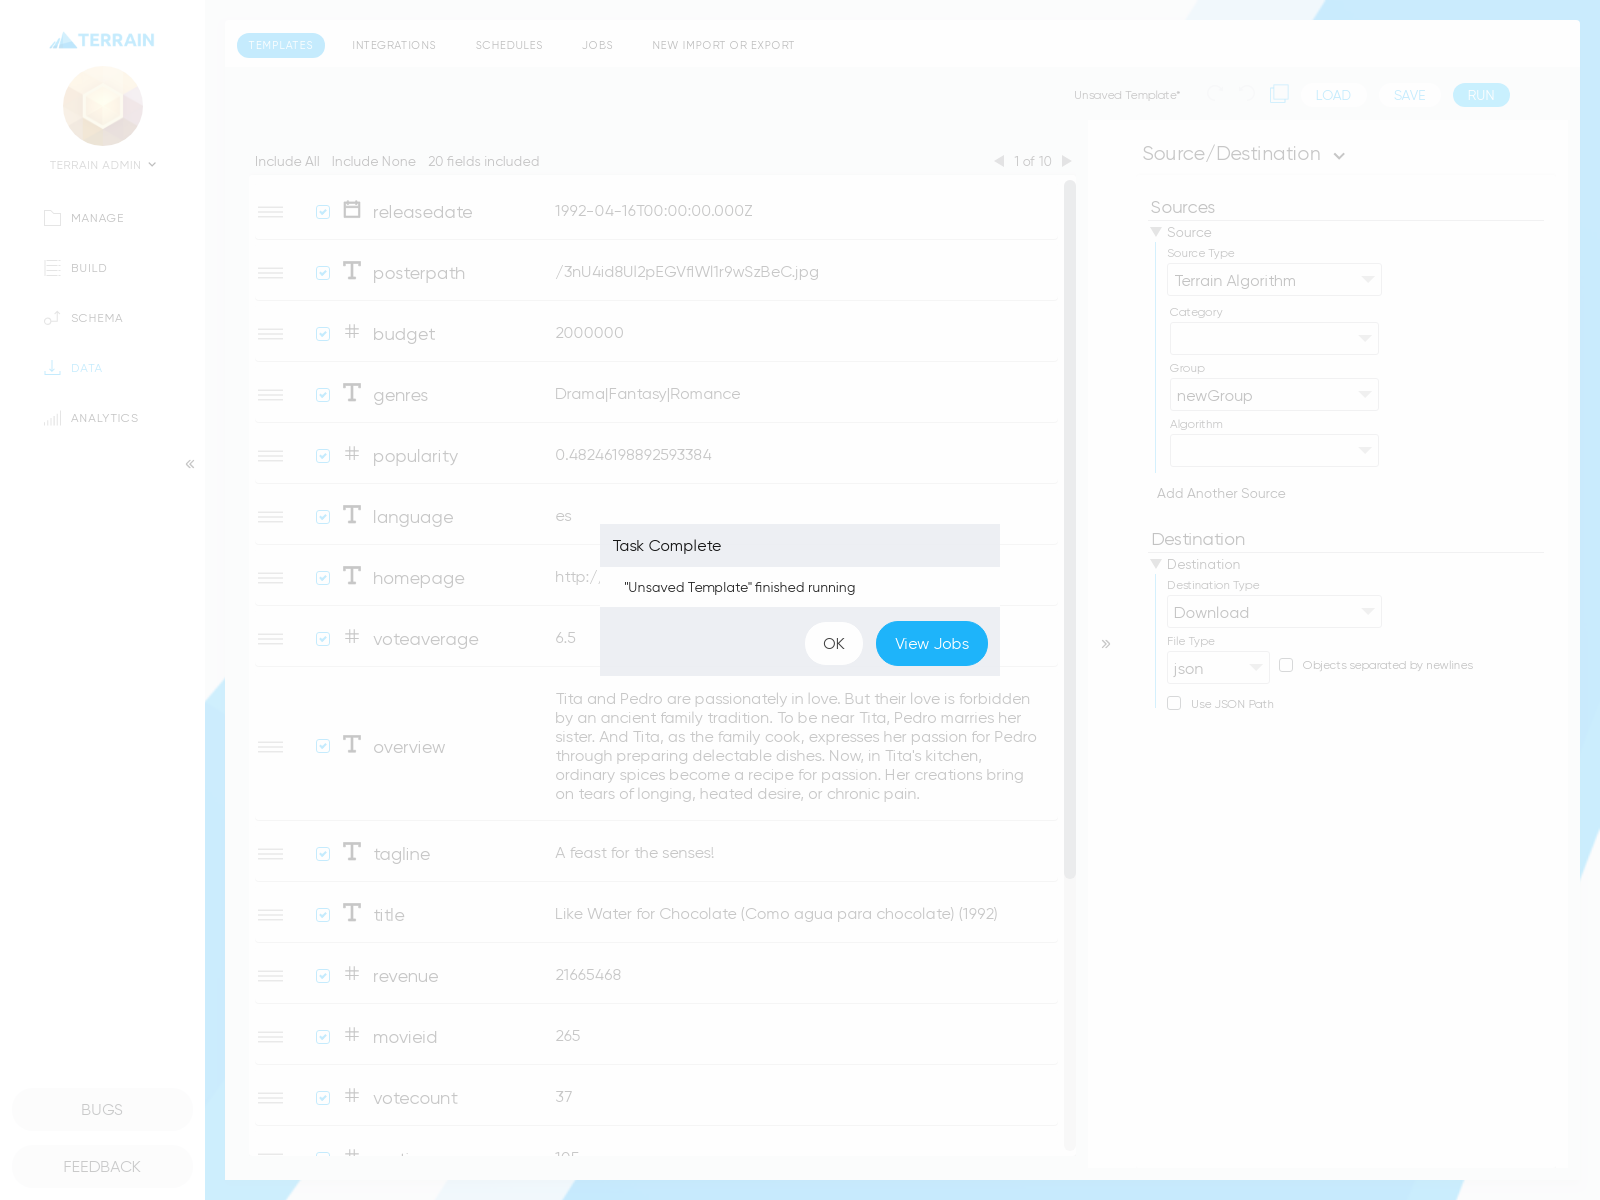 TERRAIN
TERRAIN ADMIN
MANAGE
BUILD
SCHEMA
DATA
ANALYTICS
BUGS
FEEDBACK
TEMPLATES INTEGRATIONS SCHEDULES JOBS NEW IMPORT OR EXPORT
Unsaved Template* LOAD SAVE RUN
Include All Include None 20 fields included 1 of 10
releasedate 1992-04-16T00:00:00.000Z
posterpath /3nU4id8Ul2pEGVflWl1r9wSzBeC.jpg
budget 2000000
genres Drama|Fantasy|Romance
popularity 0.48246198892593384
language es
homepage http:/
voteaverage 6.5
overview
Tita and Pedro are passionately in love. But their love is forbidden
by an ancient family tradition. To be near Tita, Pedro marries her
sister. And Tita, as the family cook, expresses her passion for Pedro
through preparing delectable dishes. Now, in Tita's kitchen,
ordinary spices become a recipe for passion. Her creations bring
on tears of longing, heated desire, or chronic pain.
tagline A feast for the senses!
title Like Water for Chocolate (Como agua para chocolate) (1992)
revenue 21665468
movieid 265
votecount 37
Task Complete
"Unsaved Template" finished running
OK View Jobs
Source/Destination
Sources
Source
Source Type
Terrain Algorithm
Category
Group
newGroup
Algorithm
Add Another Source
Destination
Destination
Destination Type
Download
File Type
json Objects separated by newlines
Use JSON Path